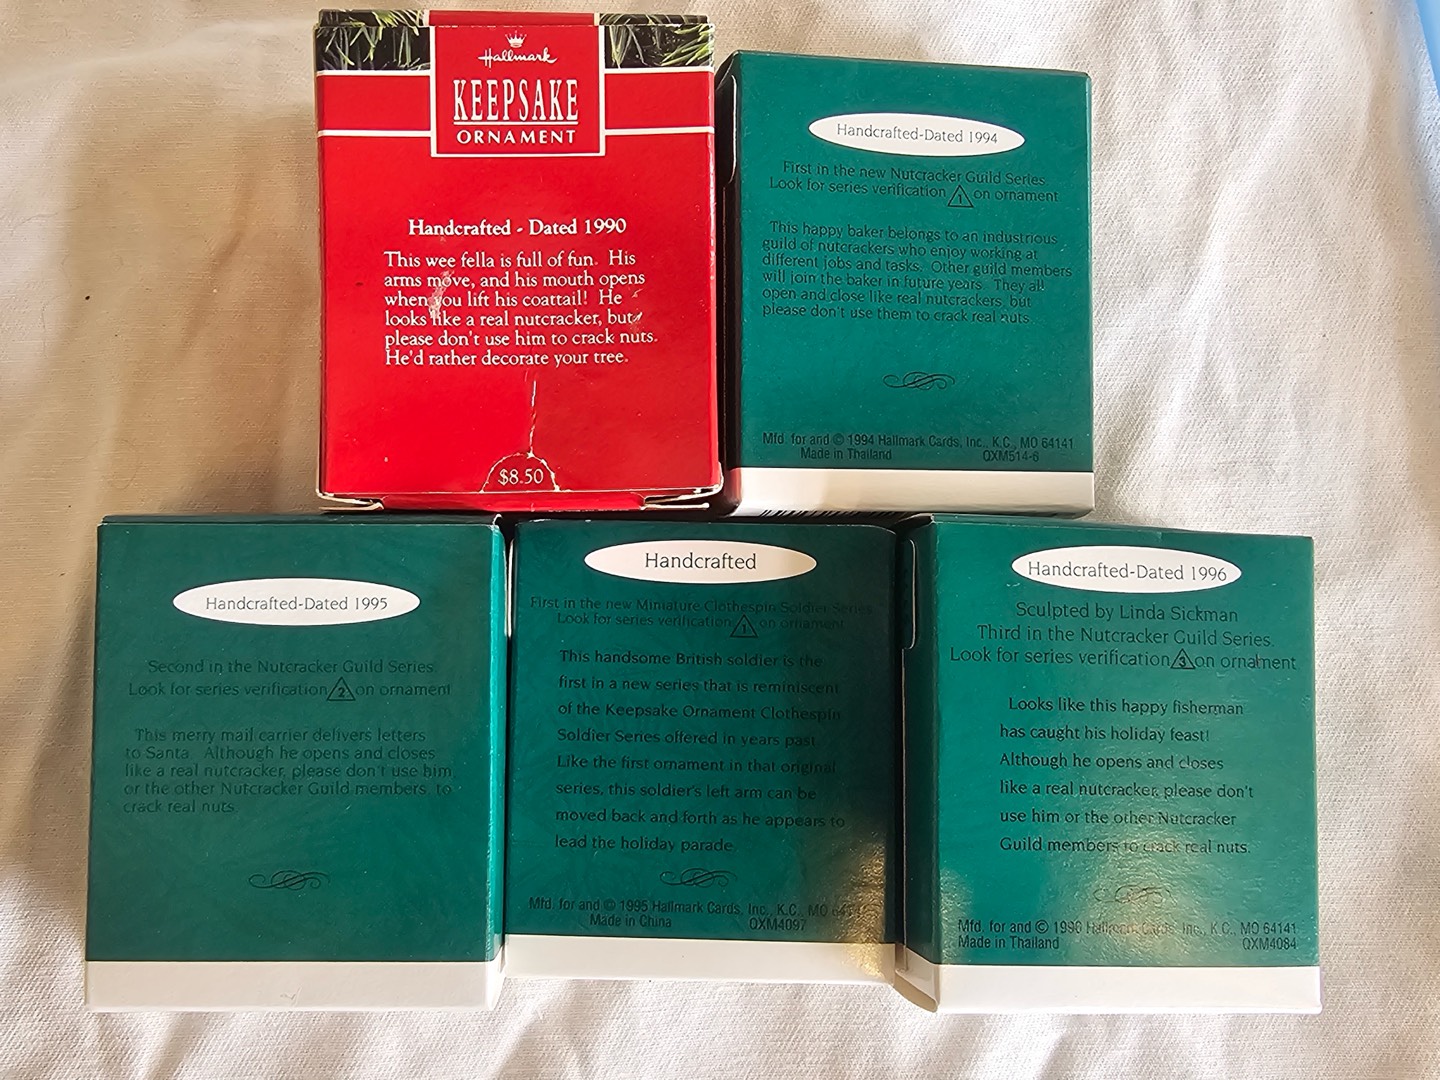 Hallmark
KEEPSAKE
ORNAMENT
Handcrafted - Dated 1990
This wee fella is full of fun. His
arms move, and his mouth opens
when you lift his coattail! He
looks like a real nutcracker, but
please don't use him to crack nuts.
He'd rather decorate your tree.
$8.50
Handcrafted-Dated 1994
First in the new Nutcracker Guild Series.
Look for series verification 1 on ornament
This happy baker belongs to an industrious
guild of nutcrackers who enjoy working at
different jobs and tasks. Other guild members
will join the baker in future years. They all
open and close like real nutcrackers, but
please don't use them to crack real nuts.
Mfd. for and © 1994 Hallmark Cards, Inc., K.C., MO 64141
Made in Thailand QXM514-6
Handcrafted-Dated 1995
Second in the Nutcracker Guild Series.
Look for series verification 2 on ornament
This merry mail carrier delivers letters
to Santa. Although he opens and closes
like a real nutcracker, please don't use him,
or the other Nutcracker Guild members, to
crack real nuts.
Handcrafted
First in the new Miniature Clothespin Soldier Series.
Look for series verification 1 on ornament
This handsome British soldier is the
first in a new series that is reminiscent
of the Keepsake Ornament Clothespin
Soldier Series offered in years past.
Like the first ornament in that original
series, this soldier's left arm can be
moved back and forth as he appears to
lead the holiday parade.
Mfd. for and © 1995 Hallmark Cards, Inc., K.C., MO
Made in China QXM4097
Handcrafted-Dated 1996
Sculpted by Linda Sickman
Third in the Nutcracker Guild Series.
Look for series verification 3 on ornament
Looks like this happy fisherman
has caught his holiday feast!
Although he opens and closes
like a real nutcracker, please don't
use him or the other Nutcracker
Guild members to crack real nuts.
Mfd. for and © 1996 Hallmark Cards, Inc., K.C., MO 64141
Made in Thailand QXM4084